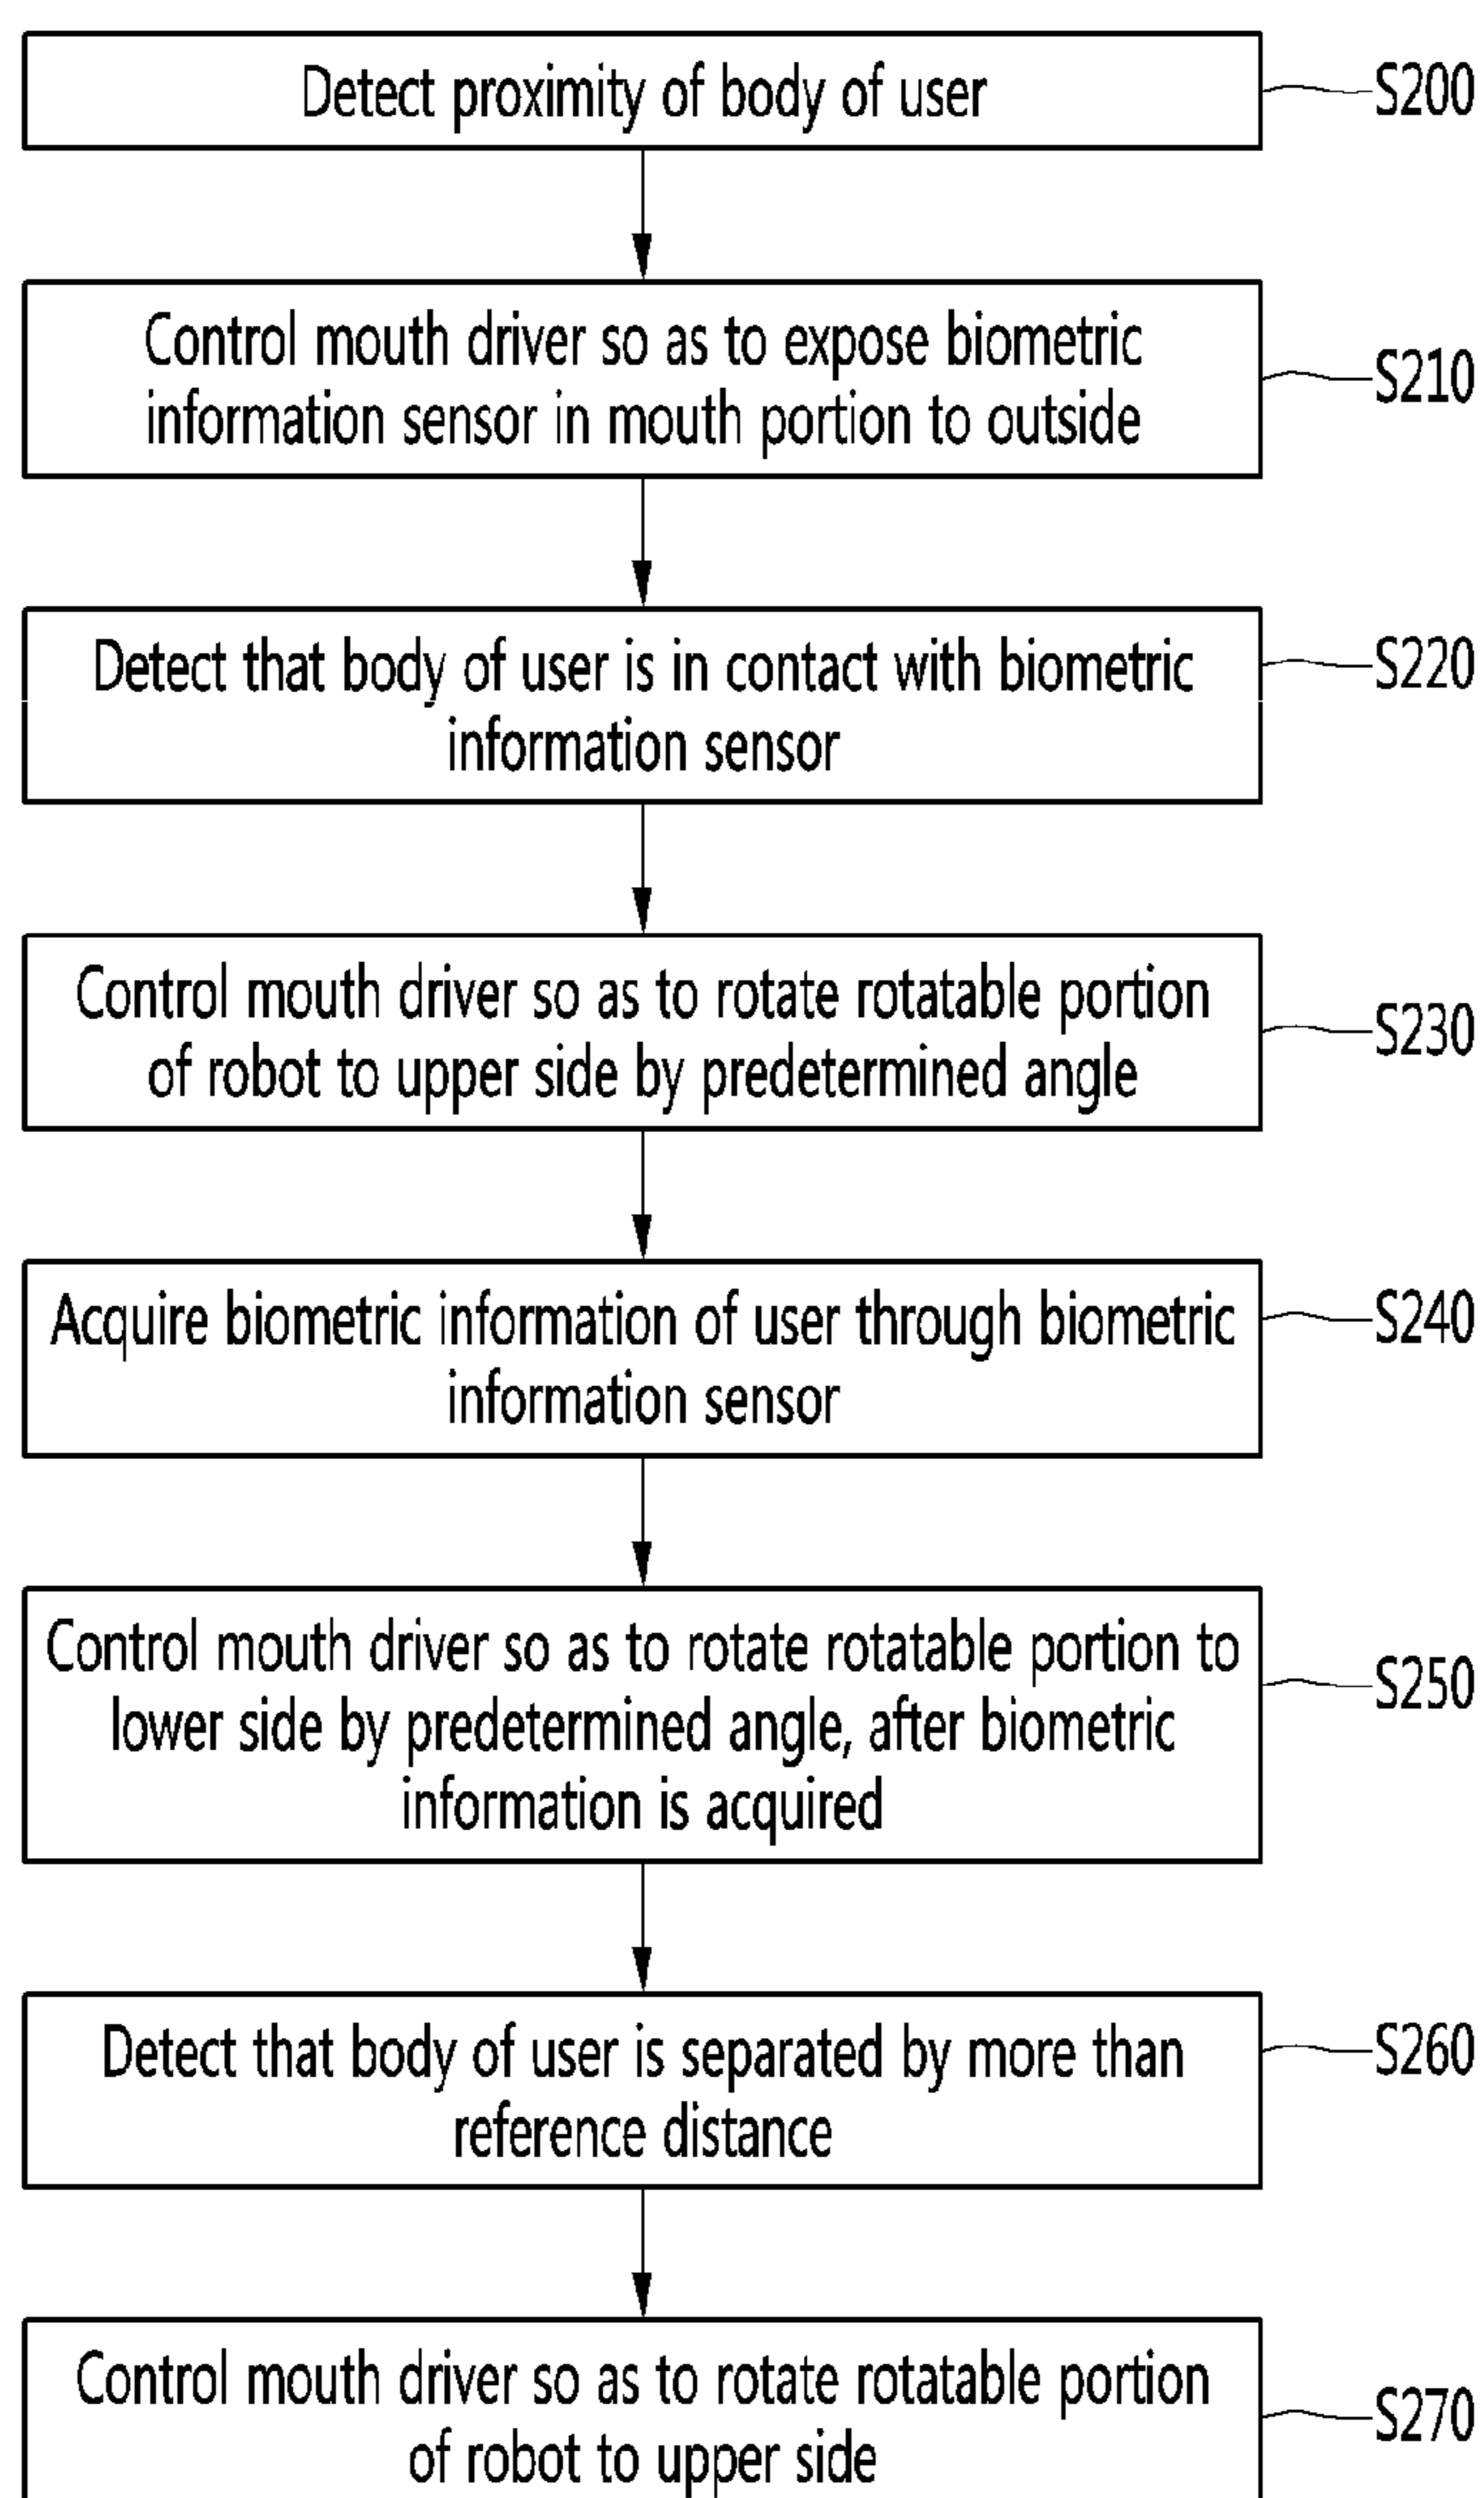 Detect proximity of body of user
S200
Control mouth driver so as to expose biometric
information sensor in mouth portion to outside
S210
Detect that body of user is in contact with biometric
information sensor
S220
Control mouth driver so as to rotate rotatable portion
of robot to upper side by predetermined angle
S230
Acquire biometric information of user through biometric
information sensor
S240
Control mouth driver so as to rotate rotatable portion to
lower side by predetermined angle, after biometric
information is acquired
S250
Detect that body of user is separated by more than
reference distance
S260
Control mouth driver so as to rotate rotatable portion
of robot to upper side
S270